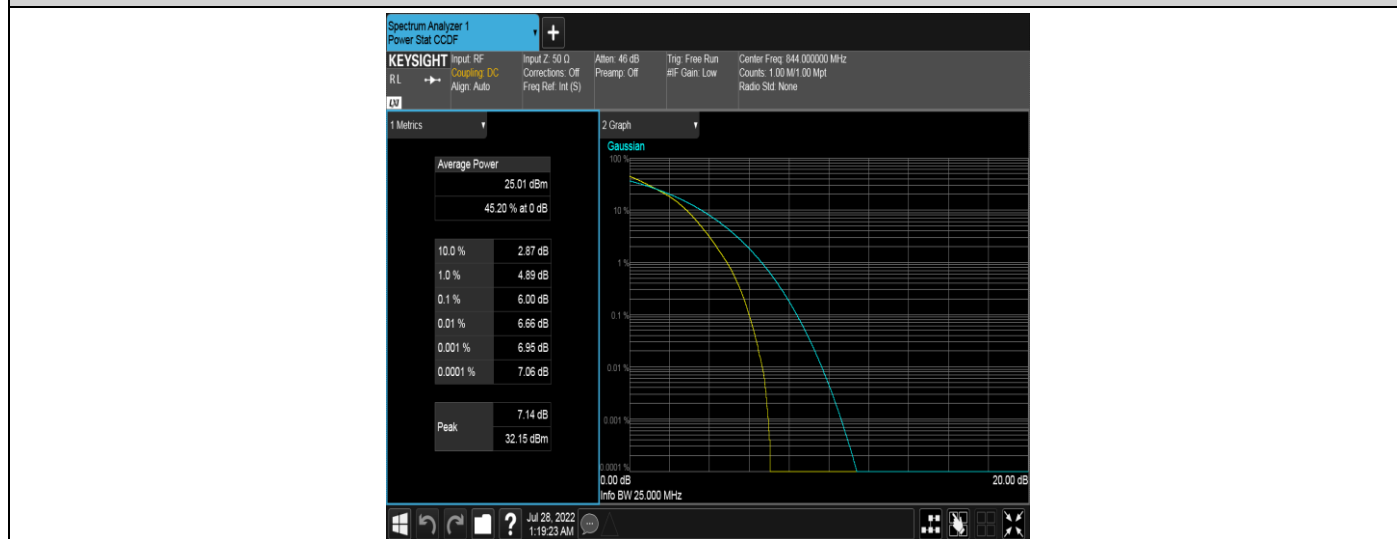 Spectrum Analyzer 1
Power Stat CCDF
KEYSIGHT
RL
LXI
Input: RF
Coupling: DC
Align: Auto
Input Z: 50 Ω
Corrections: Off
Freq Ref: Int (S)
Atten: 46 dB
Preamp: Off
Trig: Free Run
#IF Gain: Low
Center Freq: 844.000000 MHz
Counts: 1.00 M/1.00 Mpt
Radio Std: None
1 Metrics
Average Power
25.01 dBm
45.20 % at 0 dB
10.0 % 2.87 dB
1.0 % 4.89 dB
0.1 % 6.00 dB
0.01 % 6.66 dB
0.001 % 6.95 dB
0.0001 % 7.06 dB
Peak
7.14 dB
32.15 dBm
2 Graph
Gaussian
100 %
10 %
1 %
0.1 %
0.01 %
0.001 %
0.0001 %
0.00 dB 20.00 dB
Info BW 25.000 MHz
?
Jul 28, 2022
1:19:23 AM